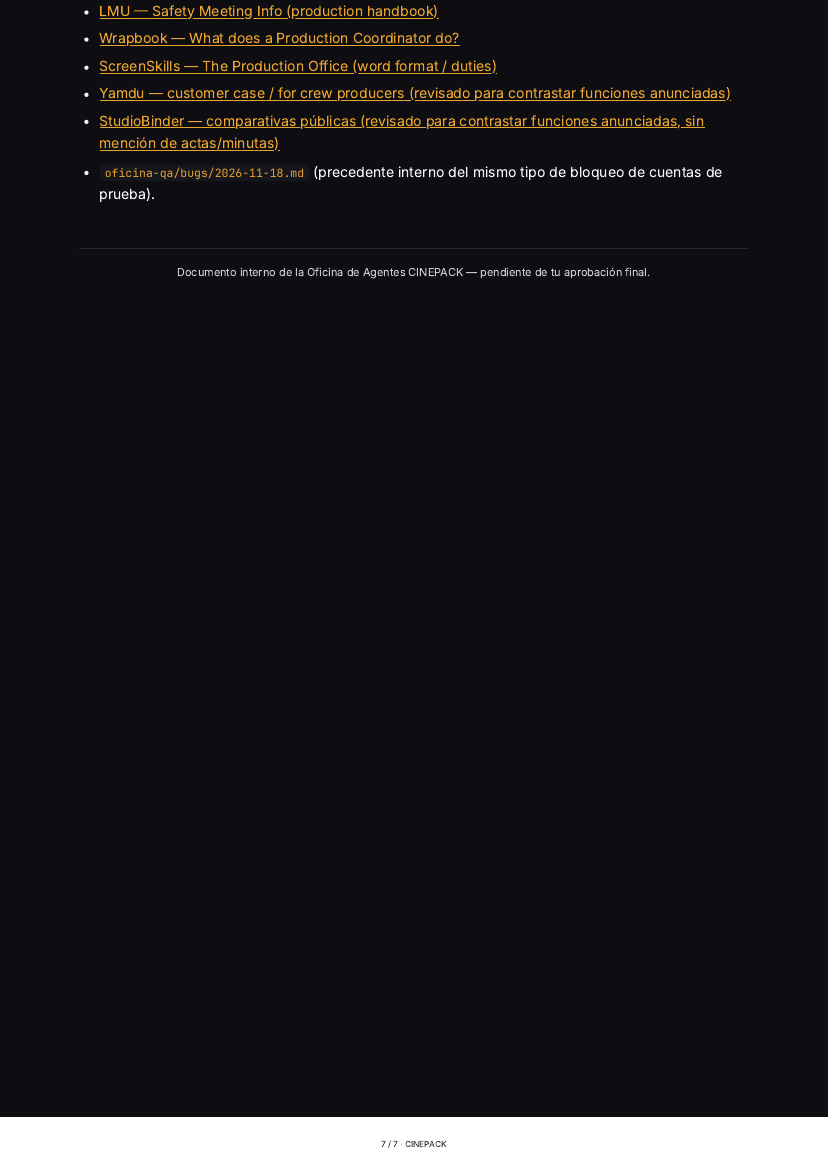 • LMU — Safety Meeting Info (production handbook)
• Wrapbook — What does a Production Coordinator do?
• ScreenSkills — The Production Office (word format / duties)
• Yamdu — customer case / for crew producers (revisado para contrastar funciones anunciadas)
• StudioBinder — comparativas públicas (revisado para contrastar funciones anunciadas, sin
mención de actas/minutas)
• oficina-qa/bugs/2026-11-18.md (precedente interno del mismo tipo de bloqueo de cuentas de
prueba).
Documento interno de la Oficina de Agentes CINEPACK — pendiente de tu aprobación final.
7 / 7 · CINEPACK